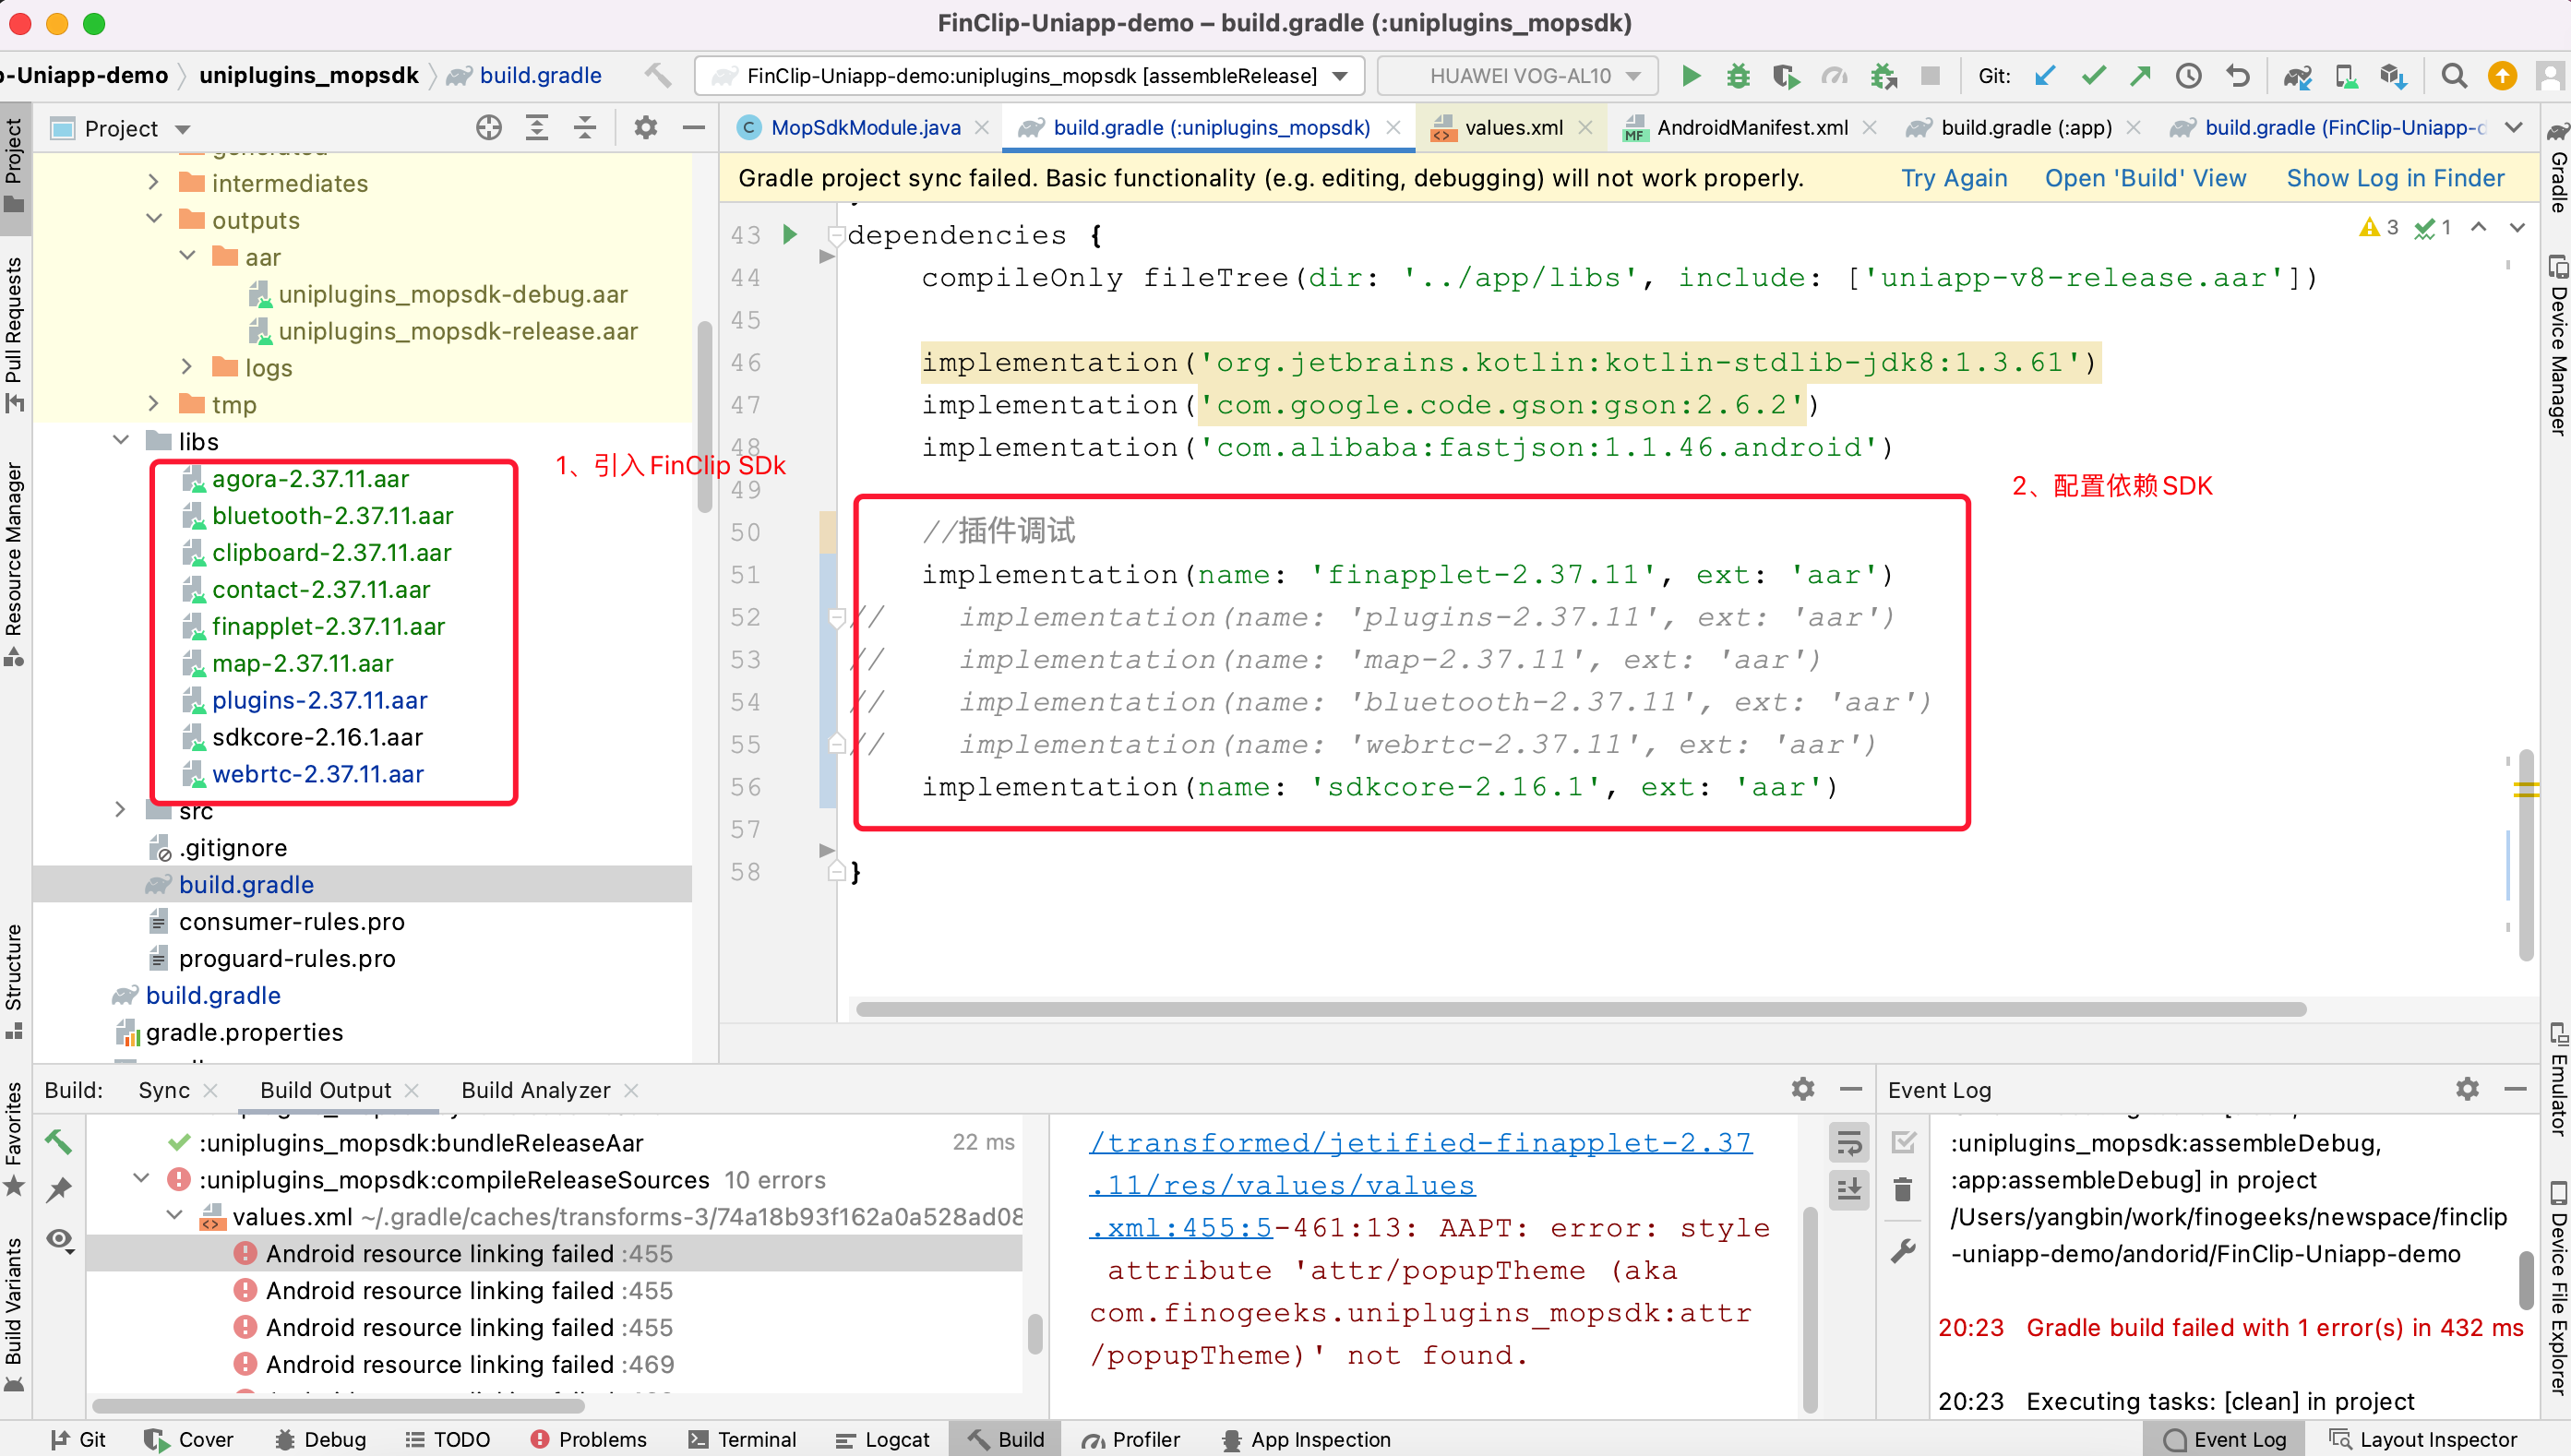 FinClip-Uniapp-demo – build.gradle (:uniplugins_mopsdk)
p-Uniapp-demo uniplugins_mopsdk build.gradle FinClip-Uniapp-demo:uniplugins_mopsdk [assembleRelease] HUAWEI VOG-AL10 Git:
Project MopSdkModule.java build.gradle (:uniplugins_mopsdk) values.xml AndroidManifest.xml build.gradle (:app) build.gradle (FinClip-Uniapp-d
Gradle project sync failed. Basic functionality (e.g. editing, debugging) will not work properly. Try Again Open 'Build' View Show Log in Finder
Project
Pull Requests
Resource Manager
Structure
Favorites
Build Variants
generated
intermediates
outputs
aar
uniplugins_mopsdk-debug.aar
uniplugins_mopsdk-release.aar
logs
tmp
libs
agora-2.37.11.aar
bluetooth-2.37.11.aar
clipboard-2.37.11.aar
contact-2.37.11.aar
finapplet-2.37.11.aar
map-2.37.11.aar
plugins-2.37.11.aar
sdkcore-2.16.1.aar
webrtc-2.37.11.aar
src
.gitignore
build.gradle
consumer-rules.pro
proguard-rules.pro
build.gradle
gradle.properties
1、引入 FinClip SDk
2、配置依赖 SDK
3 1
43 dependencies {
44 compileOnly fileTree(dir: '../app/libs', include: ['uniapp-v8-release.aar'])
45
46 implementation('org.jetbrains.kotlin:kotlin-stdlib-jdk8:1.3.61')
47 implementation('com.google.code.gson:gson:2.6.2')
48 implementation('com.alibaba:fastjson:1.1.46.android')
49
50 //插件调试
51 implementation(name: 'finapplet-2.37.11', ext: 'aar')
52 // implementation(name: 'plugins-2.37.11', ext: 'aar')
53 // implementation(name: 'map-2.37.11', ext: 'aar')
54 // implementation(name: 'bluetooth-2.37.11', ext: 'aar')
55 // implementation(name: 'webrtc-2.37.11', ext: 'aar')
56 implementation(name: 'sdkcore-2.16.1', ext: 'aar')
57
58 }
Gradle
Device Manager
Emulator
Device File Explorer
Build: Sync Build Output Build Analyzer
:uniplugins_mopsdk:bundleReleaseAar 22 ms
:uniplugins_mopsdk:compileReleaseSources 10 errors
values.xml ~/.gradle/caches/transforms-3/74a18b93f162a0a528ad08
Android resource linking failed :455
Android resource linking failed :455
Android resource linking failed :455
Android resource linking failed :469
/transformed/jetified-finapplet-2.37
.11/res/values/values
.xml:455:5-461:13: AAPT: error: style
attribute 'attr/popupTheme (aka
com.finogeeks.uniplugins_mopsdk:attr
/popupTheme)' not found.
Event Log
:uniplugins_mopsdk:assembleDebug,
:app:assembleDebug] in project
/Users/yangbin/work/finogeeks/newspace/finclip
-uniapp-demo/andorid/FinClip-Uniapp-demo
20:23 Gradle build failed with 1 error(s) in 432 ms
20:23 Executing tasks: [clean] in project
Git Cover Debug TODO Problems Terminal Logcat Build Profiler App Inspection Event Log Layout Inspector